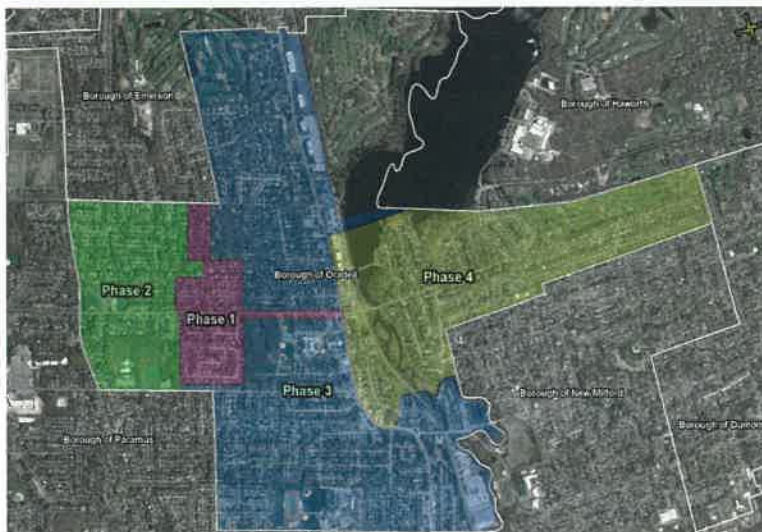 Borough of Emerson
Borough of Haworth
Borough of Oradell
Phase 4
Phase 2
Phase 1
Phase 3
Borough of New Milford
Borough of Paramus
Borough of Dumon